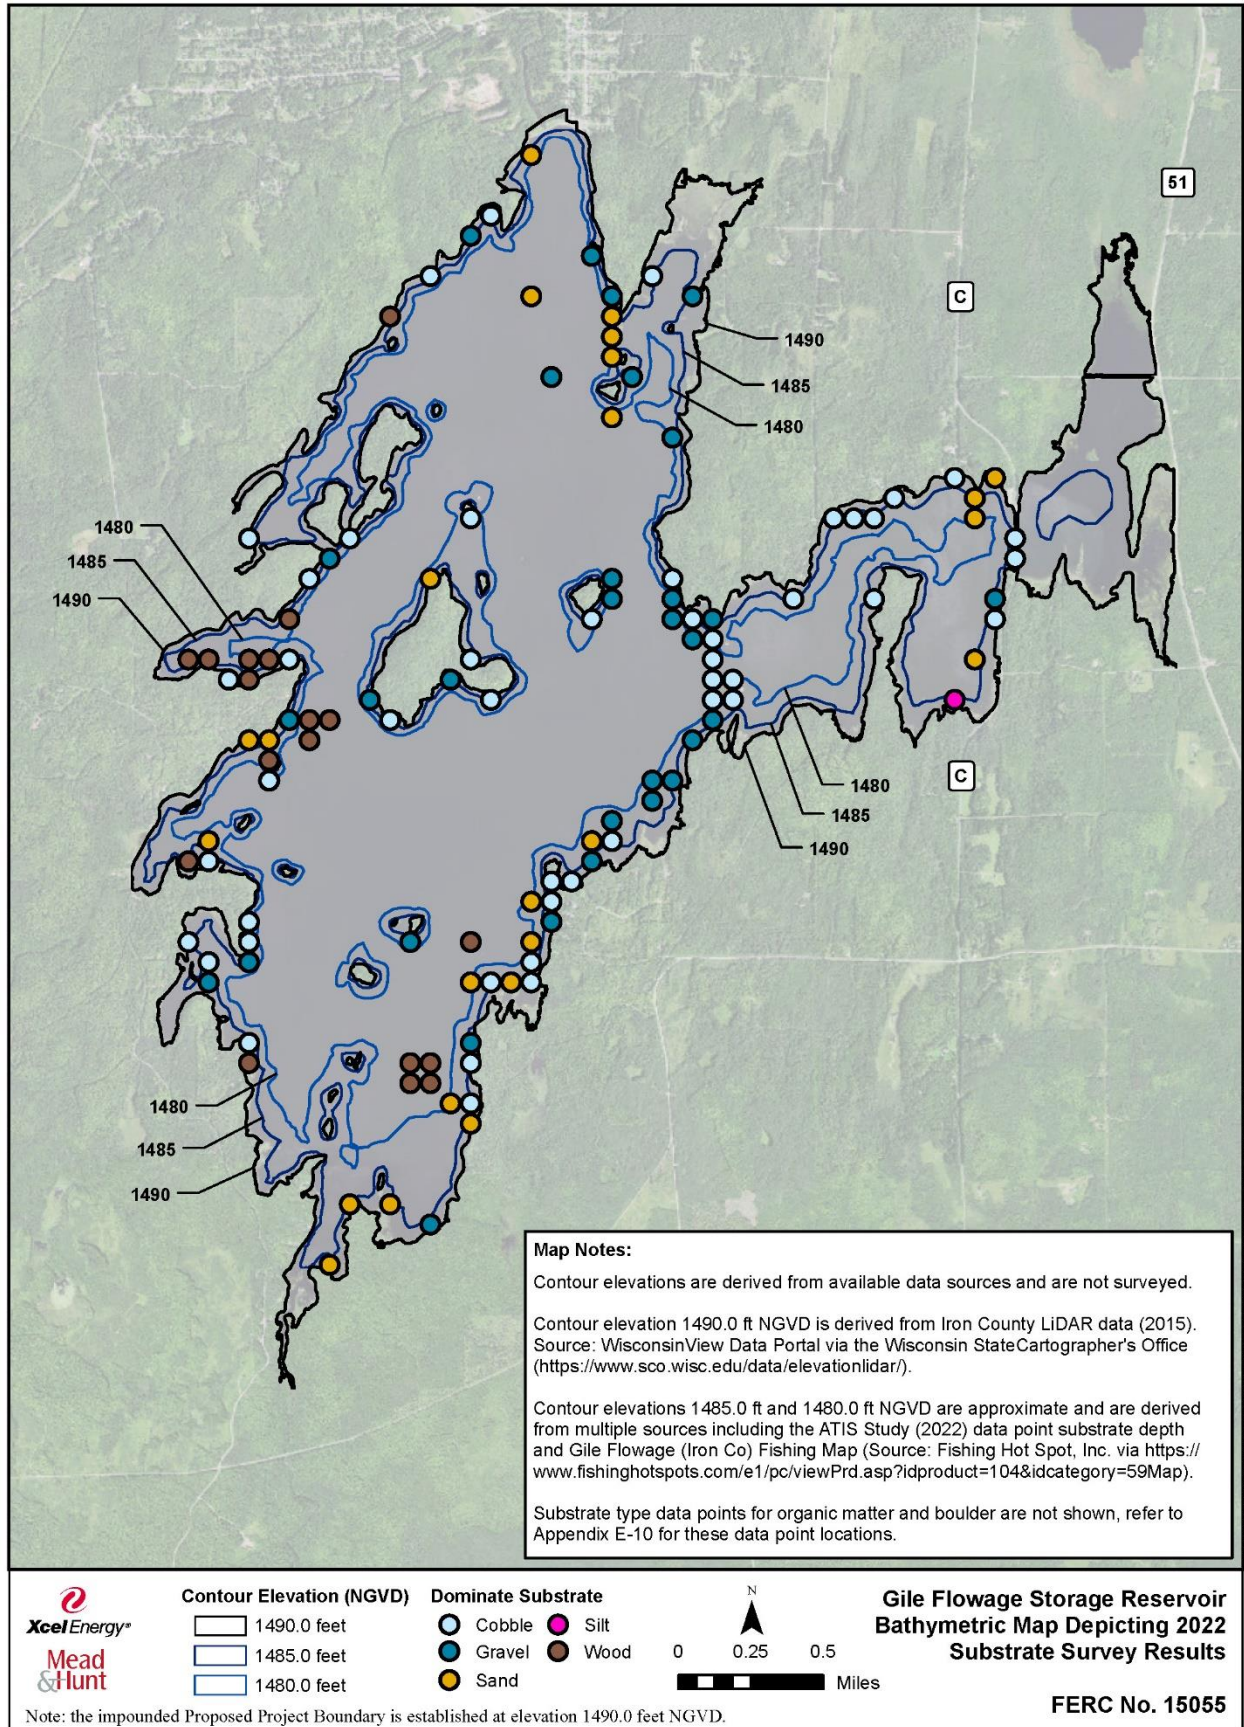 51
C
1490
1485
1480
1480
1485
1490
C
1480
1485
1490
1480
1485
1490
Map Notes:
Contour elevations are derived from available data sources and are not surveyed.
Contour elevation 1490.0 ft NGVD is derived from Iron County LiDAR data (2015).
Source: WisconsinView Data Portal via the Wisconsin StateCartographer's Office
(https://www.sco.wisc.edu/data/elevationlidar/).
Contour elevations 1485.0 ft and 1480.0 ft NGVD are approximate and are derived
from multiple sources including the ATIS Study (2022) data point substrate depth
and Gile Flowage (Iron Co) Fishing Map (Source: Fishing Hot Spot, Inc. via https://
www.fishinghotspots.com/e1/pc/viewPrd.asp?idproduct=104&idcategory=59Map).
Substrate type data points for organic matter and boulder are not shown, refer to
Appendix E-10 for these data point locations.
Xcel Energy®
Mead
&Hunt
Contour Elevation (NGVD)
1490.0 feet
1485.0 feet
1480.0 feet
Dominate Substrate
Cobble
Silt
Gravel
Wood
Sand
N
0 0.25 0.5
Miles
Gile Flowage Storage Reservoir
Bathymetric Map Depicting 2022
Substrate Survey Results
FERC No. 15055
Note: the impounded Proposed Project Boundary is established at elevation 1490.0 feet NGVD.